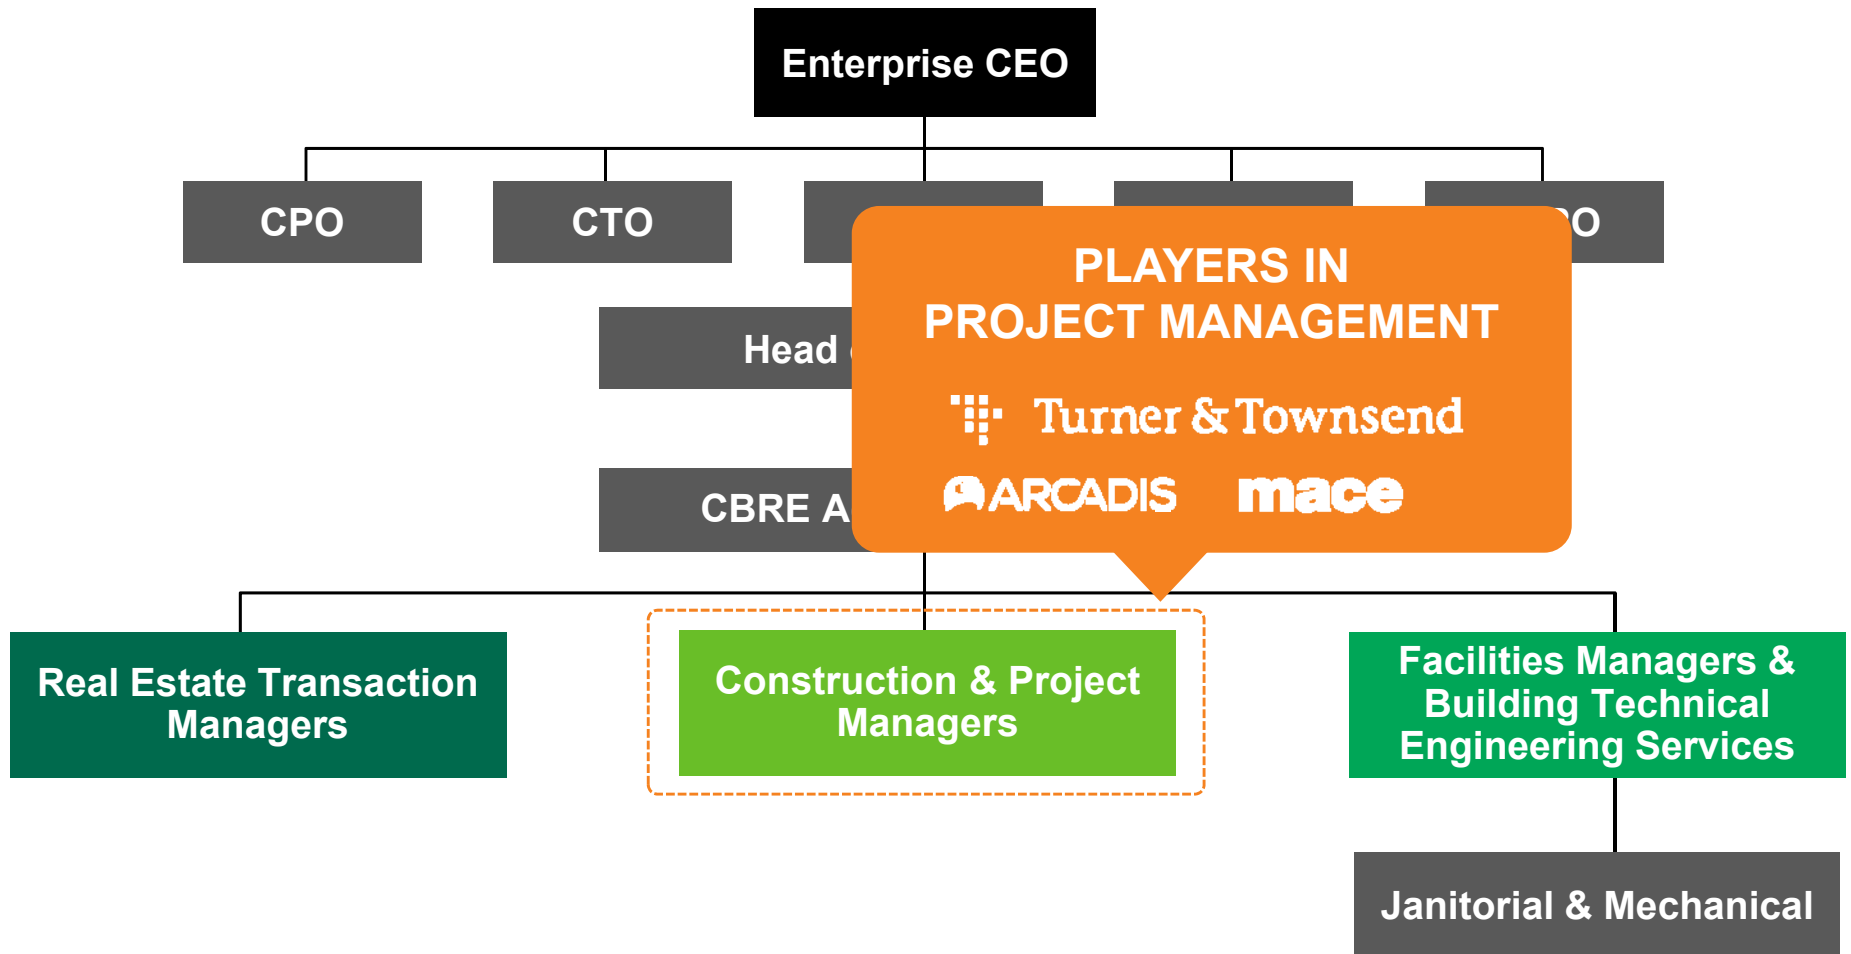 Enterprise CEO
CPO
CTO
PLAYERS IN
PROJECT MANAGEMENT
Turner & Townsend
ARCADIS
mace
Head
CBRE A
Real Estate Transaction
Managers
Construction & Project
Managers
Facilities Managers &
Building Technical
Engineering Services
Janitorial & Mechanical